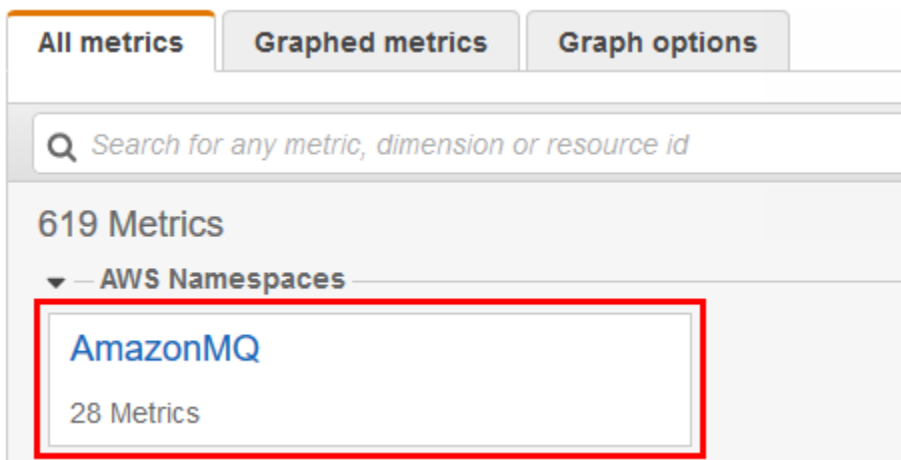 All metrics Graphed metrics Graph options
Search for any metric, dimension or resource id
619 Metrics
AWS Namespaces
AmazonMQ
28 Metrics